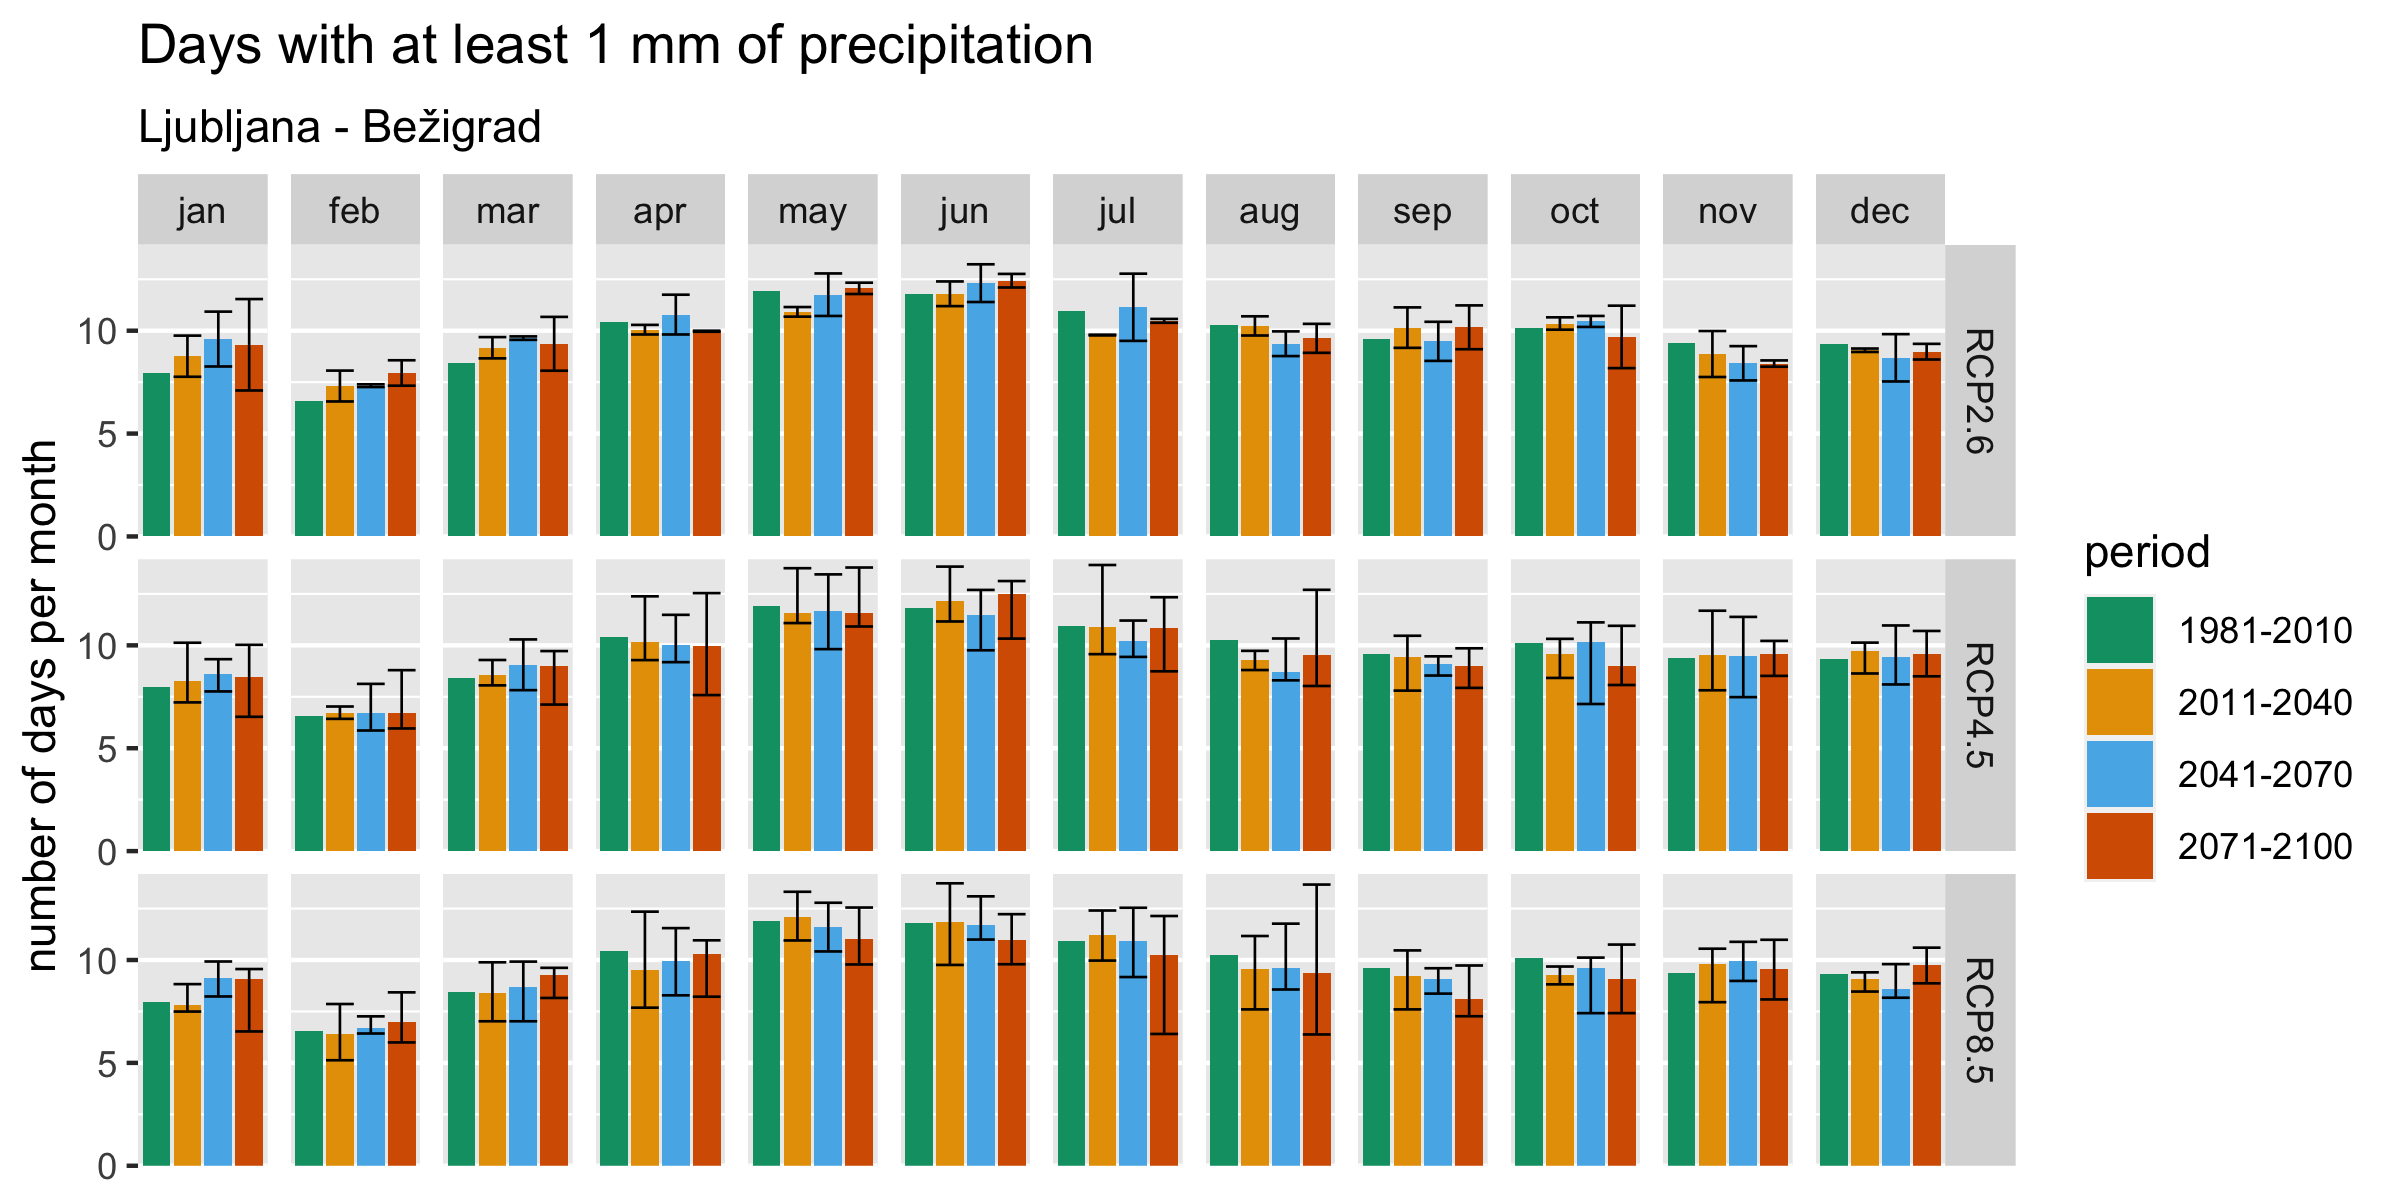 Days with at least 1 mm of precipitation
Ljubljana - Bežigrad
jan feb mar apr may jun jul aug sep oct nov dec
number of days per month
10
5
0
RCP2.6
10
5
0
RCP4.5
10
5
0
RCP8.5
period
1981-2010
2011-2040
2041-2070
2071-2100